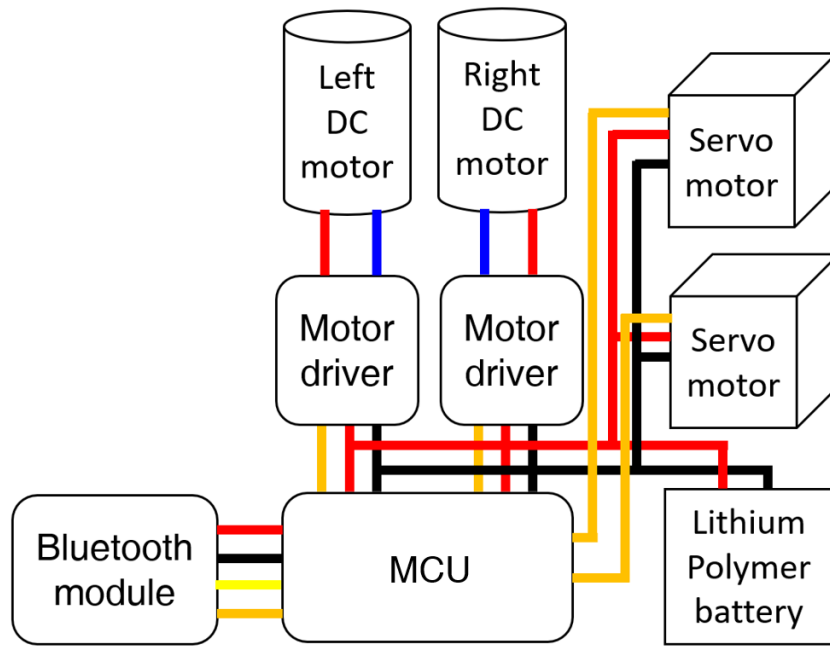 Left
DC
motor
Right
DC
motor
Servo
motor
Motor
driver
Motor
driver
Servo
motor
Bluetooth
module
MCU
Lithium
Polymer
battery